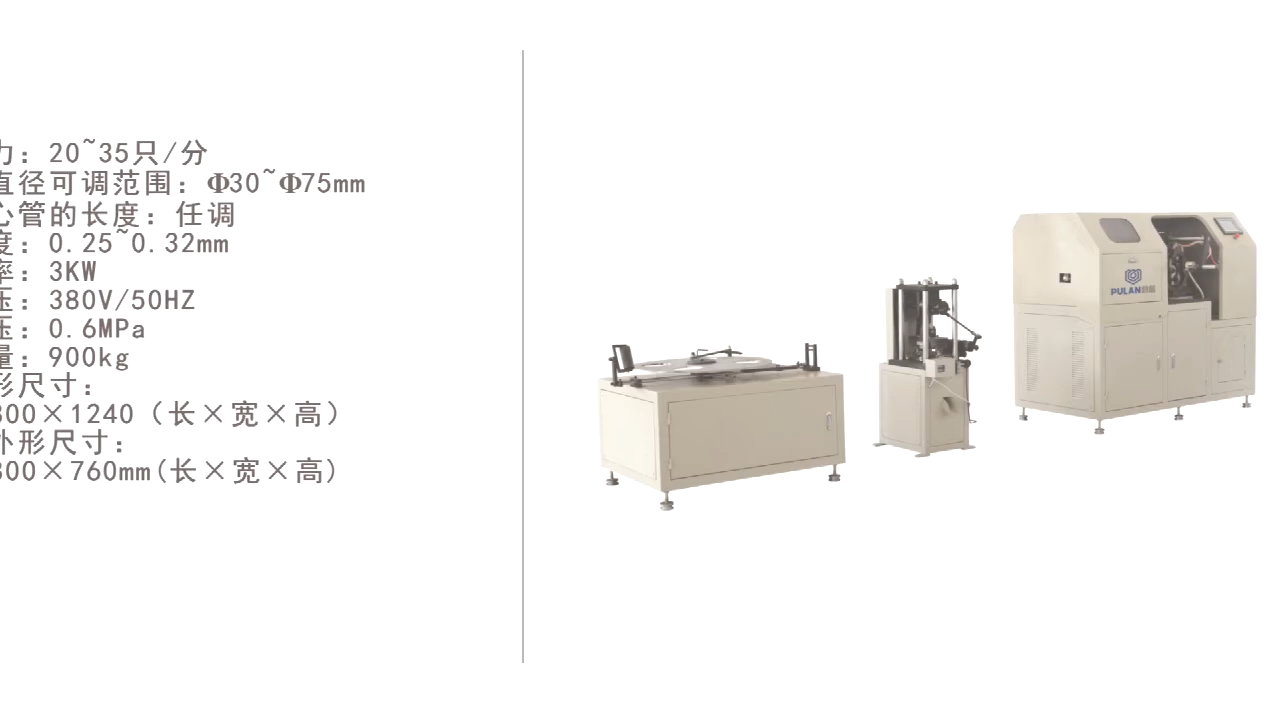 力：20~35只/分
直径可调范围：Φ30~Φ75mm
心管的长度：任调
度：0.25~0.32mm
率：3KW
压：380V/50HZ
压：0.6MPa
量：900kg
形尺寸：
800×1240（长×宽×高）
外形尺寸：
800×760mm(长×宽×高)
PULAN